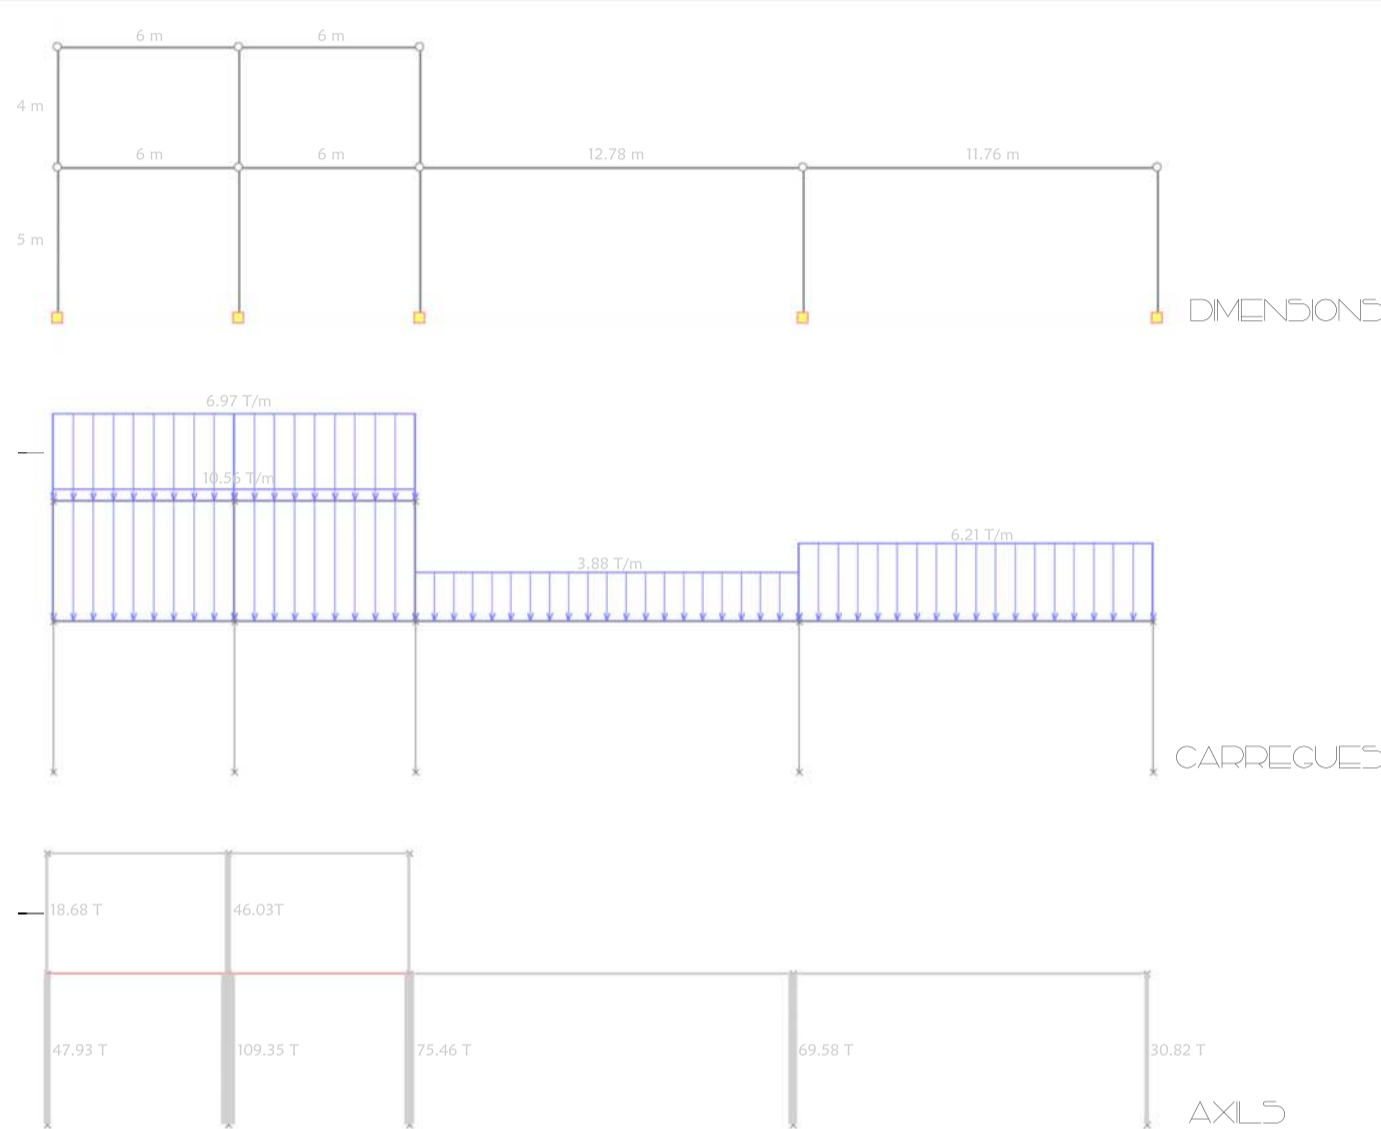 6 m 6 m
4 m
6 m 6 m 12.78 m 11.76 m
5 m
DIMENSIONS
6.97 T/m
10.56 T/m
6.21 T/m
3.88 T/m
CARREGUES
18.68 T 46.03T
47.93 T 109.35 T 75.46 T 69.58 T 30.82 T
AXILS